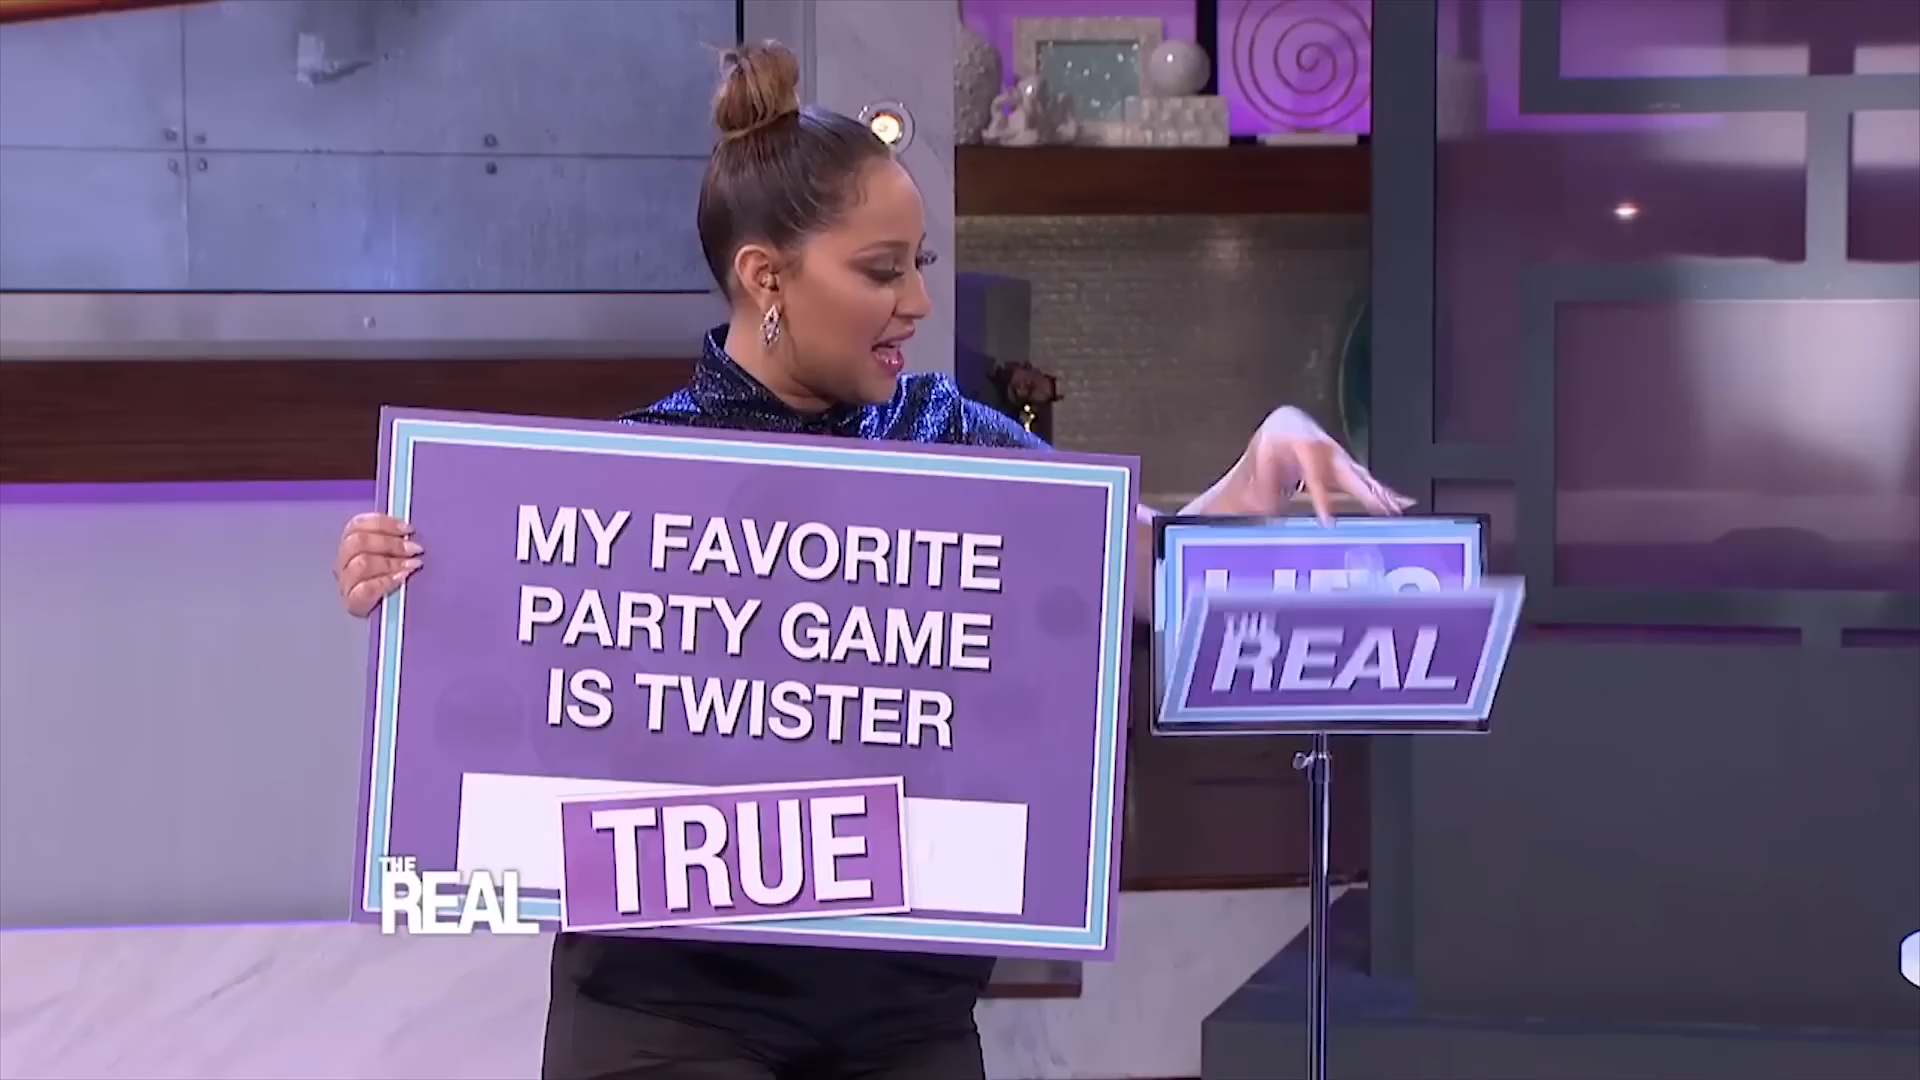 MY FAVORITE
PARTY GAME
IS TWISTER
TRUE
THE
REAL
THE
REAL